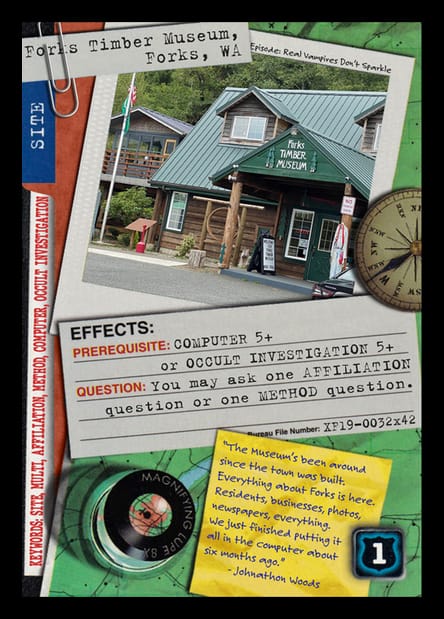 Forks Timber Museum,
Forks, WA
Episode: Real Vampires Don't Sparkle
SITE
Forks
TIMBER
MUSEUM
KEYWORDS: SITE, MULTI, AFFILIATION, METHOD, COMPUTER, OCCULT INVESTIGATION
EFFECTS:
PREREQUISITE: COMPUTER 5+
or OCCULT INVESTIGATION 5+
QUESTION: You may ask one AFFILIATION
question or one METHOD question.
Bureau File Number: XF19-0032x42
MAGNIFYING LUPE 8X
"The Museum's been around
since the town was built.
Everything about Forks is here.
Residents, businesses, photos,
newspapers, everything.
We just finished putting it
all in the computer about
six months ago."
- Johnathon Woods
1